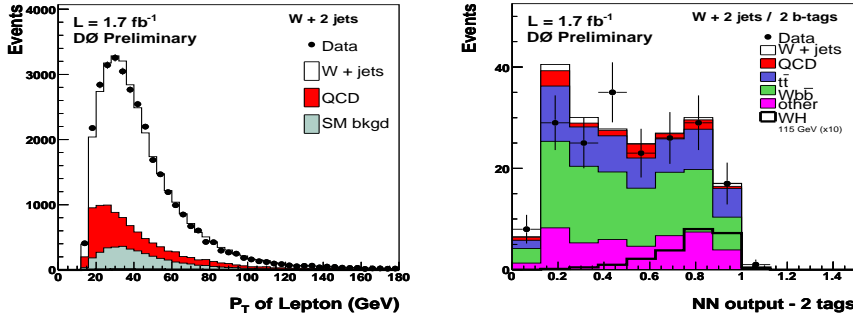 Events
L = 1.7 fb⁻¹
DØ Preliminary
W + 2 jets
Data
W + jets
QCD
SM bkgd
4000
3000
2000
1000
0
20 40 60 80 100 120 140 160 180
P_T of Lepton (GeV)
Events
L = 1.7 fb⁻¹
DØ Preliminary
W + 2 jets / 2 b-tags
Data
W + jets
QCD
tt̄
Wbb̄
other
WH
115 GeV (x10)
40
30
20
10
0
0 0.2 0.4 0.6 0.8 1 1.2 1.4
NN output - 2 tags